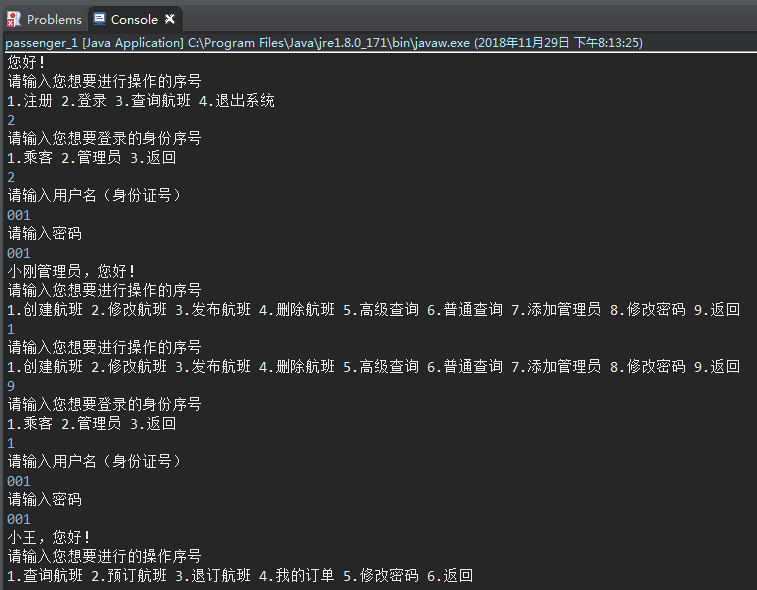 Problems Console
passenger_1 [Java Application] C:\Program Files\Java\jre1.8.0_171\bin\javaw.exe (2018年11月29日 下午8:13:25)
您好!
请输入您想要进行操作的序号
1.注册 2.登录 3.查询航班 4.退出系统
2
请输入您想要登录的身份序号
1.乘客 2.管理员 3.返回
2
请输入用户名（身份证号）
001
请输入密码
001
小刚管理员，您好!
请输入您想要进行操作的序号
1.创建航班 2.修改航班 3.发布航班 4.删除航班 5.高级查询 6.普通查询 7.添加管理员 8.修改密码 9.返回
1
请输入您想要进行操作的序号
1.创建航班 2.修改航班 3.发布航班 4.删除航班 5.高级查询 6.普通查询 7.添加管理员 8.修改密码 9.返回
9
请输入您想要登录的身份序号
1.乘客 2.管理员 3.返回
1
请输入用户名（身份证号）
001
请输入密码
001
小王，您好!
请输入您想要进行的操作序号
1.查询航班 2.预订航班 3.退订航班 4.我的订单 5.修改密码 6.返回